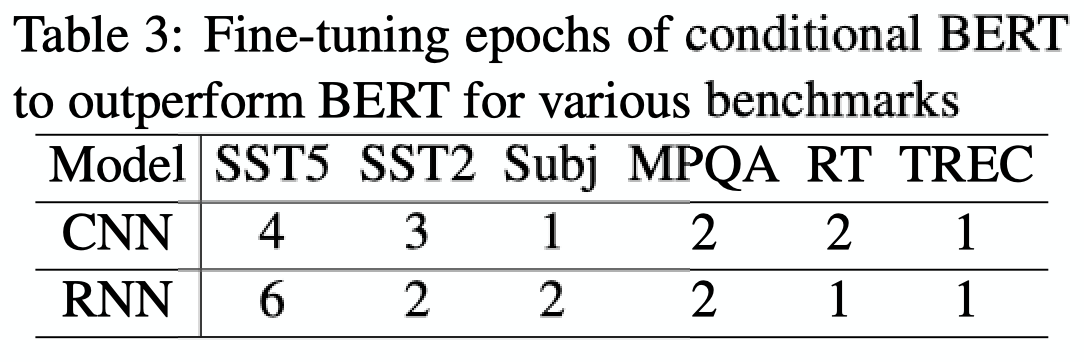 Table 3: Fine-tuning epochs of conditional BERT
to outperform BERT for various benchmarks
Model SST5 SST2 Subj MPQA RT TREC
CNN 4 3 1 2 2 1
RNN 6 2 2 2 1 1